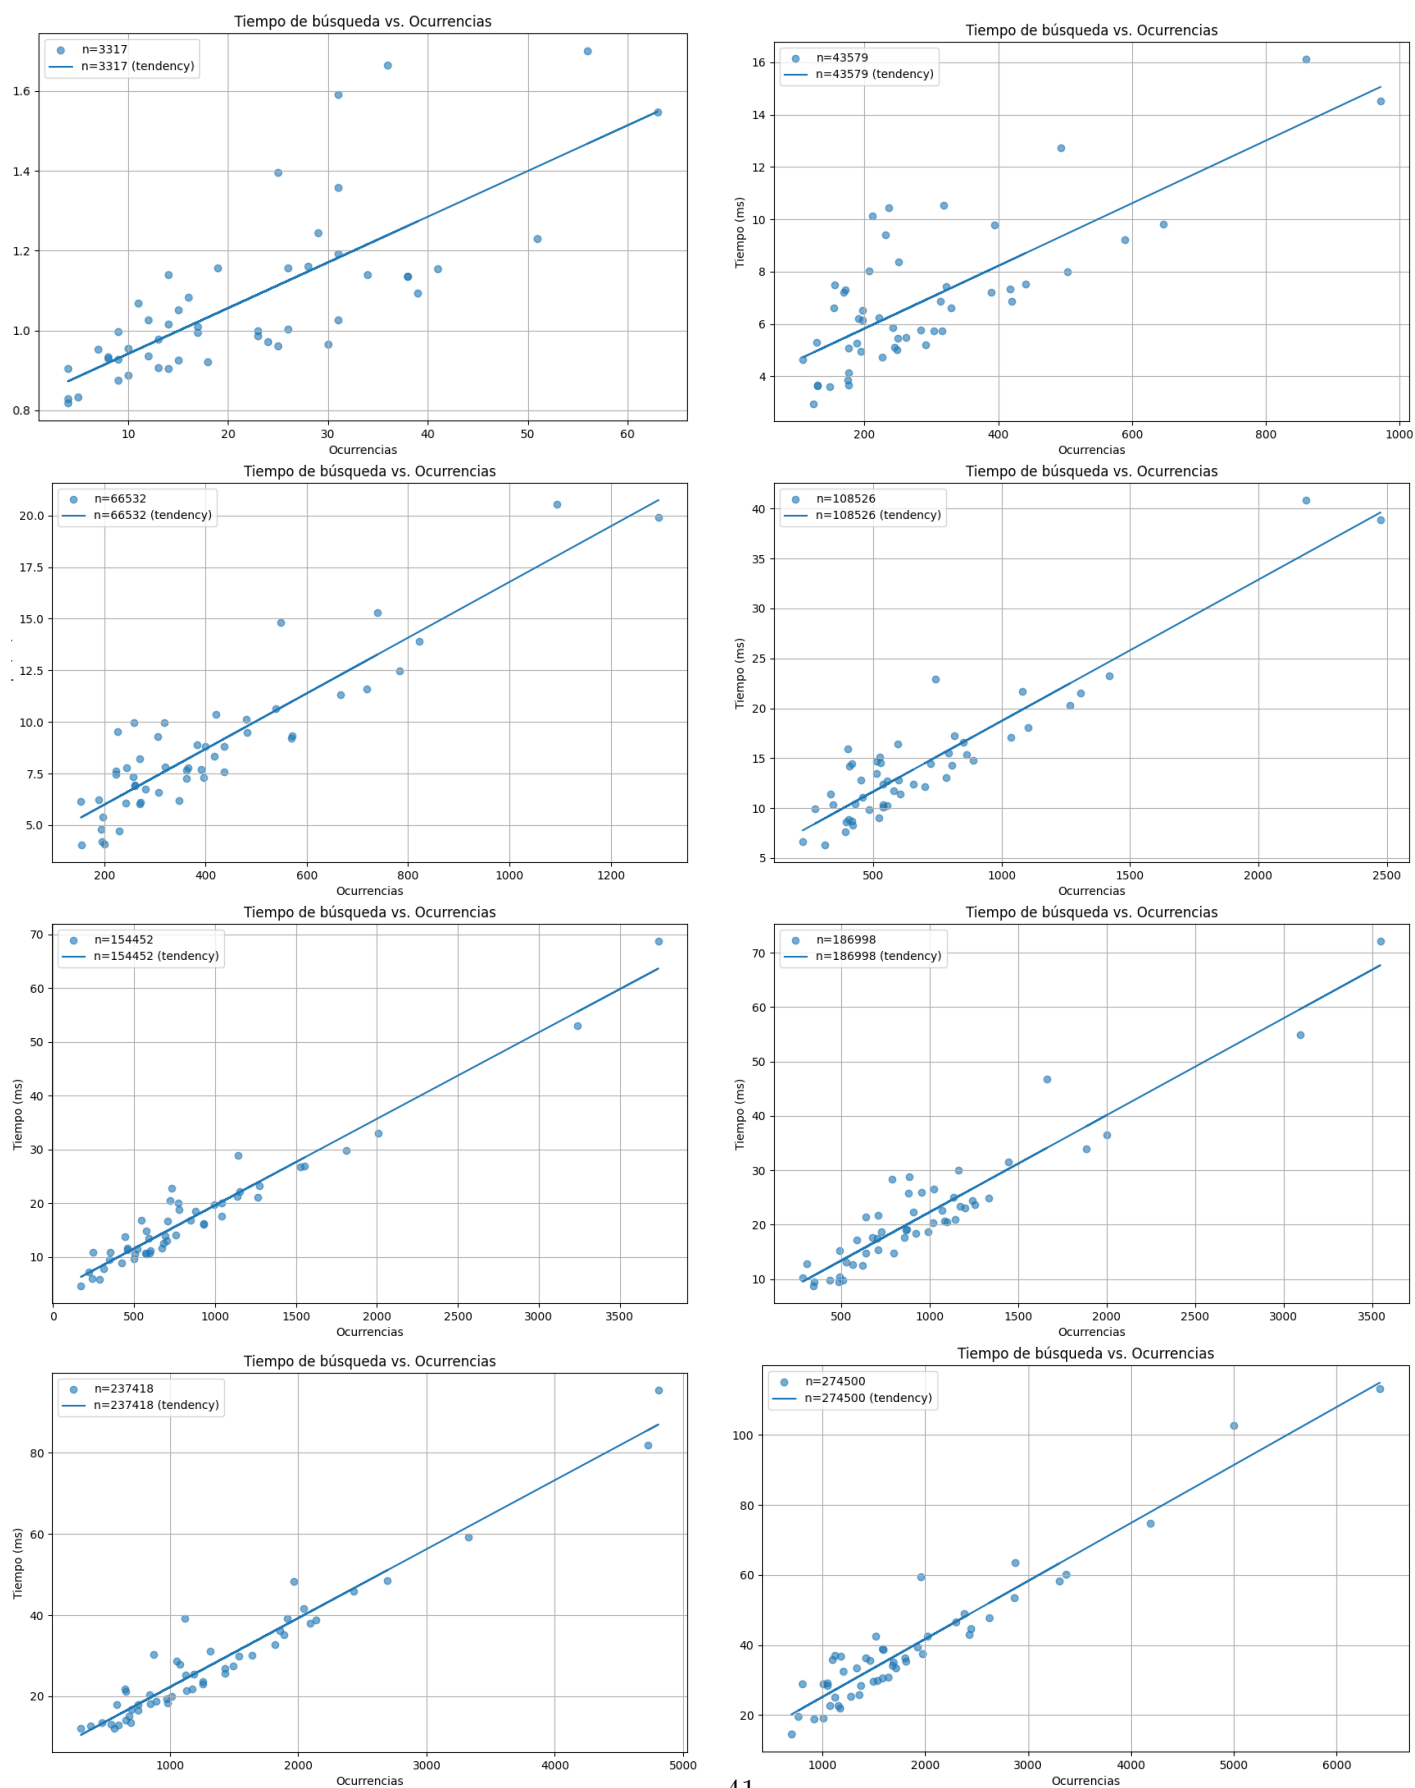 Tiempo de búsqueda vs. Ocurrencias
n=3317
n=3317 (tendency)
1.6
1.4
1.2
1.0
0.8
10 20 30 40 50 60
Ocurrencias
Tiempo de búsqueda vs. Ocurrencias
n=43579
n=43579 (tendency)
Tiempo (ms)
16
14
12
10
8
6
4
200 400 600 800 1000
Ocurrencias
Tiempo de búsqueda vs. Ocurrencias
n=66532
n=66532 (tendency)
20.0
17.5
15.0
12.5
10.0
7.5
5.0
200 400 600 800 1000 1200
Ocurrencias
Tiempo de búsqueda vs. Ocurrencias
n=108526
n=108526 (tendency)
Tiempo (ms)
40
35
30
25
20
15
10
5
500 1000 1500 2000 2500
Ocurrencias
Tiempo de búsqueda vs. Ocurrencias
n=154452
n=154452 (tendency)
Tiempo (ms)
70
60
50
40
30
20
10
0 500 1000 1500 2000 2500 3000 3500
Ocurrencias
Tiempo de búsqueda vs. Ocurrencias
n=186998
n=186998 (tendency)
Tiempo (ms)
70
60
50
40
30
20
10
500 1000 1500 2000 2500 3000 3500
Ocurrencias
Tiempo de búsqueda vs. Ocurrencias
n=237418
n=237418 (tendency)
Tiempo (ms)
80
60
40
20
1000 2000 3000 4000 5000
Ocurrencias
Tiempo de búsqueda vs. Ocurrencias
n=274500
n=274500 (tendency)
100
80
60
40
20
1000 2000 3000 4000 5000 6000
Ocurrencias